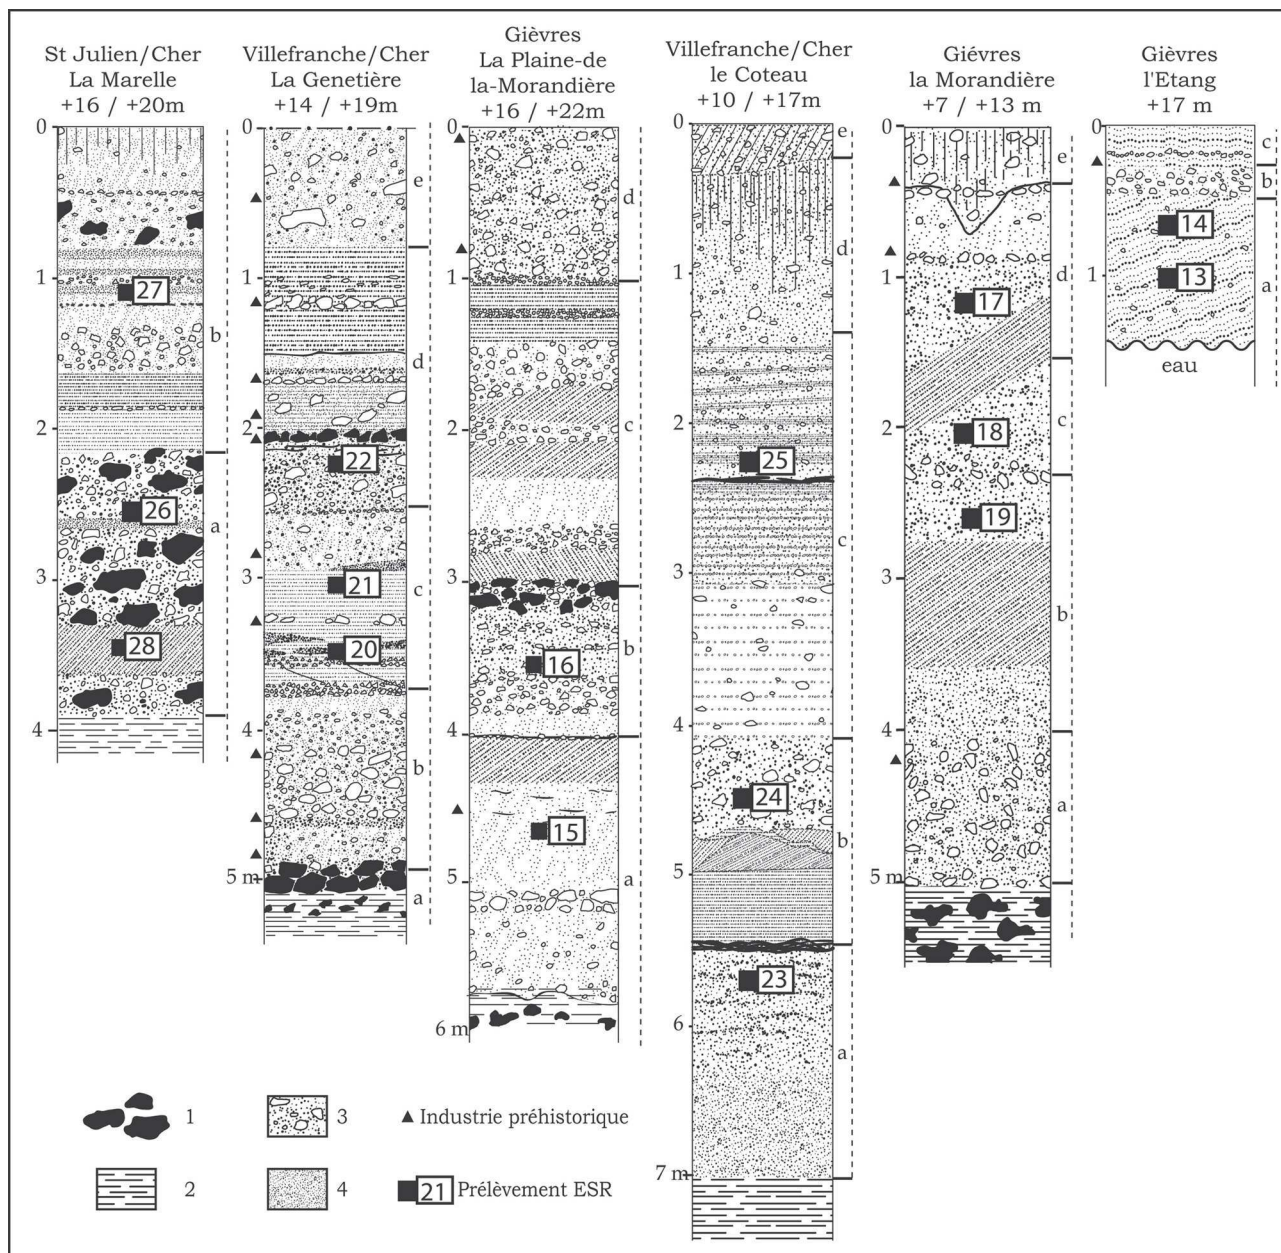 St Julien/Cher
La Marelle
+16 / +20m
0
1
2
3
4
27
26
28
b
a
Villefranche/Cher
La Genetière
+14 / +19m
0
1
2
3
4
5 m
22
21
20
e
d
c
b
a
Gièvres
La Plaine-de
la-Morandière
+16 / +22m
0
1
2
3
4
5
6 m
16
15
d
c
b
a
Villefranche/Cher
le Coteau
+10 / +17m
0
1
2
3
4
5
6
7 m
25
24
23
e
d
c
b
a
Giévres
la Morandière
+7 / +13 m
0
1
2
3
4
5 m
17
18
19
e
d
c
b
a
Gièvres
l'Etang
+17 m
0
1
14
13
c
b
a
eau
1
3
Industrie préhistorique
2
4
21 Prélèvement ESR